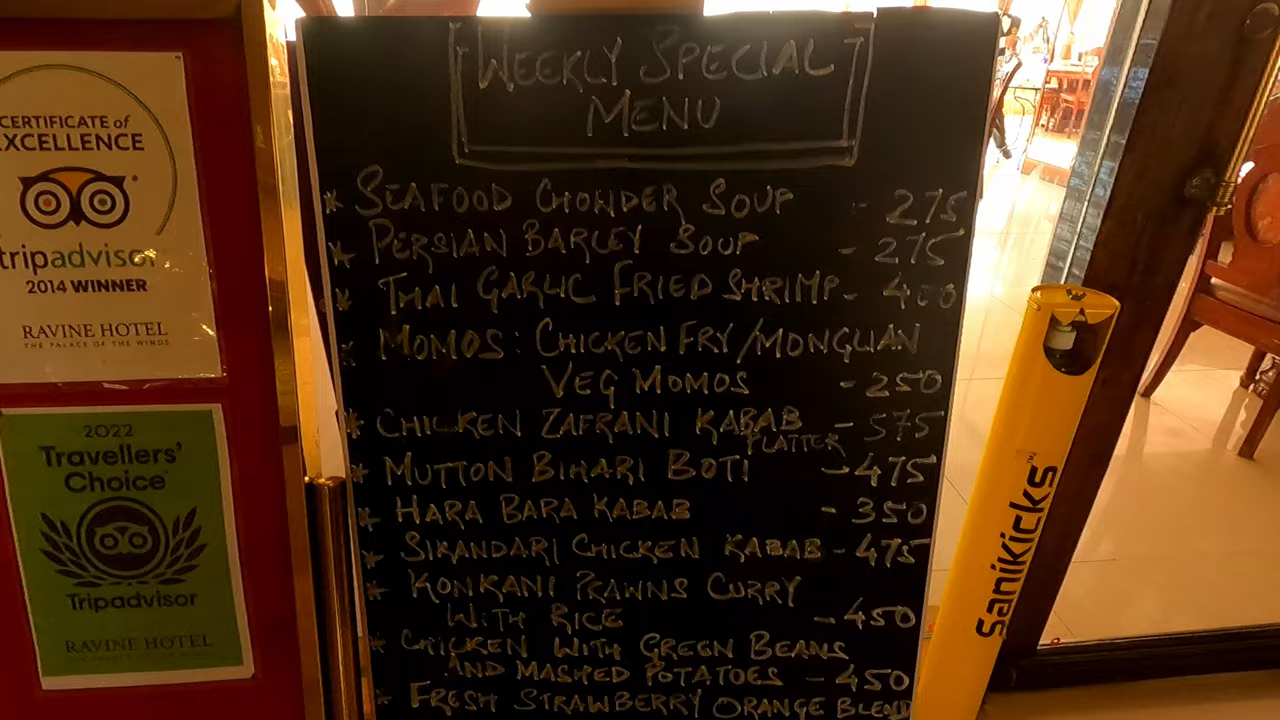 CERTIFICATE of
EXCELLENCE
tripadvisor
2014 WINNER
RAVINE HOTEL
THE PALACE OF THE WINDS
2022
Travellers'
Choice
Tripadvisor
RAVINE HOTEL
WEEKLY SPECIAL
MENU
* SEAFOOD CHOWDER SOUP - 275
* PERSIAN BARLEY SOUP - 275
* THAI GARLIC FRIED SHRIMP - 400
* MOMOS: CHICKEN FRY/MONGLIAN
VEG MOMOS - 250
* CHICKEN ZAFRANI KABAB - 575
PLATTER
* MUTTON BIHARI BOTI - 475
* HARA BARA KABAB - 350
* SIKANDARI CHICKEN KABAB - 475
* KONKANI PRAWNS CURRY
WITH RICE - 450
* CHICKEN WITH GREEN BEANS
AND MASHED POTATOES - 450
* FRESH STRAWBERRY ORANGE BLEND
Sanikicks™